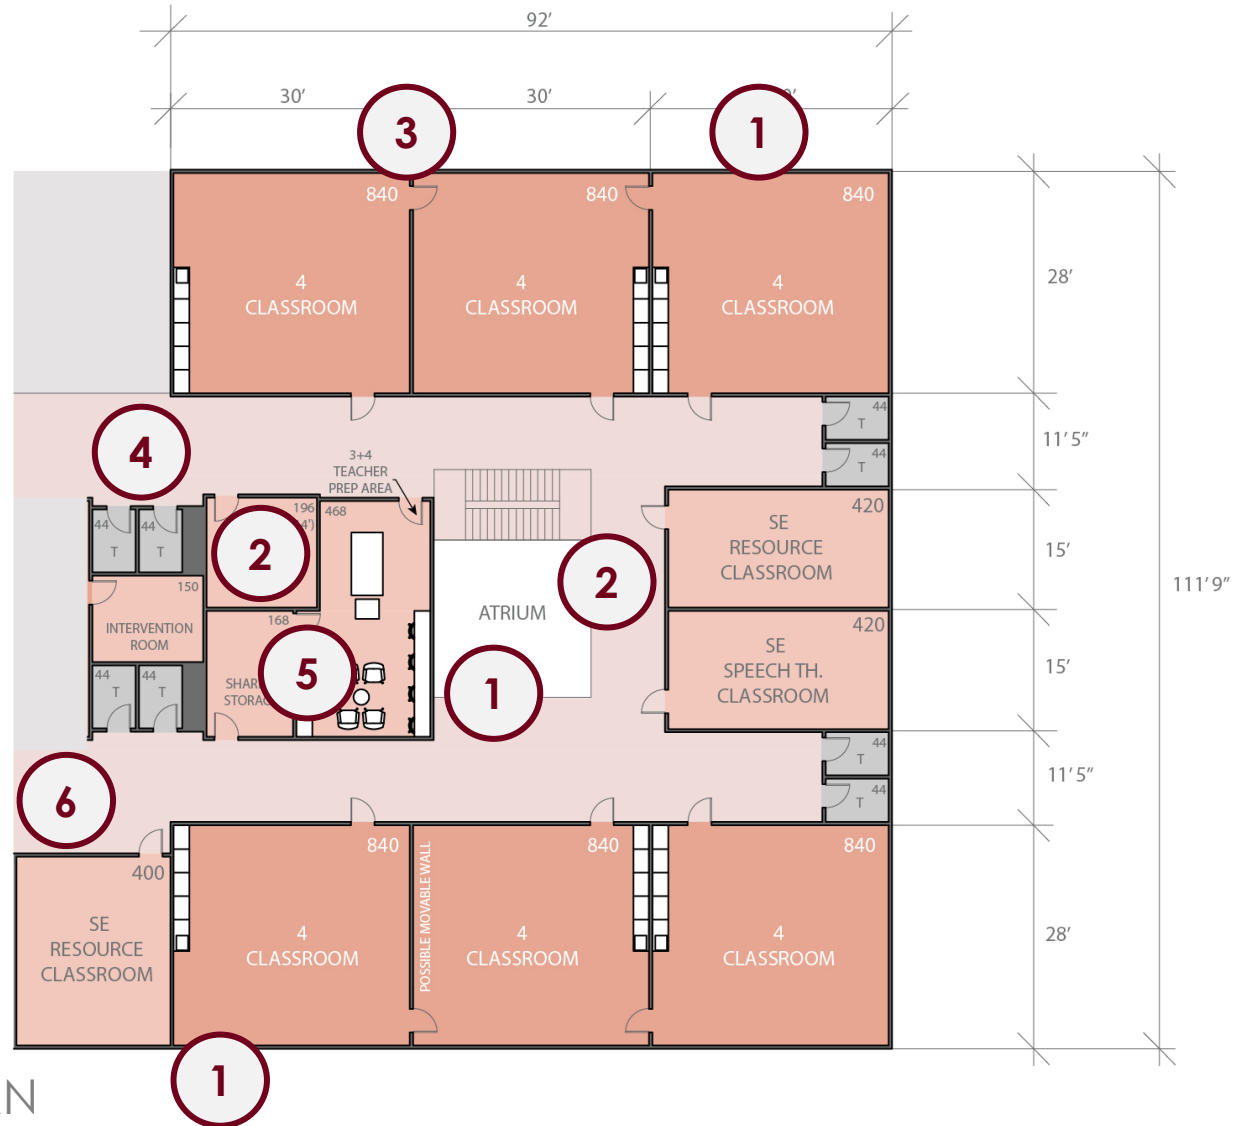 92′
30′
30′
3
1
840
840
840
4
CLASSROOM
4
CLASSROOM
4
CLASSROOM
28′
44
T
44
T
11′5″
4
3+4
TEACHER
PREP AREA
196
468
2
44
T
44
T
150
INTERVENTION
ROOM
168
5
44
T
44
T
ATRIUM
2
1
420
SE
RESOURCE
CLASSROOM
15′
420
SE
SPEECH TH.
CLASSROOM
15′
111′9″
44
T
44
T
11′5″
6
400
SE
RESOURCE
CLASSROOM
840
4
CLASSROOM
POSSIBLE MOVABLE WALL
840
4
CLASSROOM
840
4
CLASSROOM
28′
1